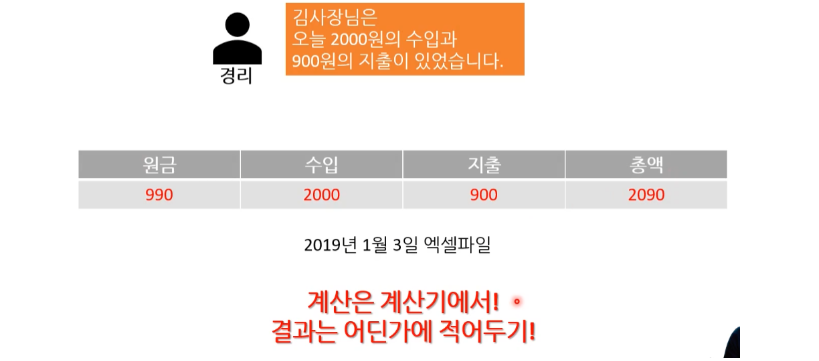 김사장님은
오늘 2000원의 수입과
900원의 지출이 있었습니다.
경리
원금 수입 지출 총액
990 2000 900 2090
2019년 1월 3일 엑셀파일
계산은 계산기에서!
결과는 어딘가에 적어두기!